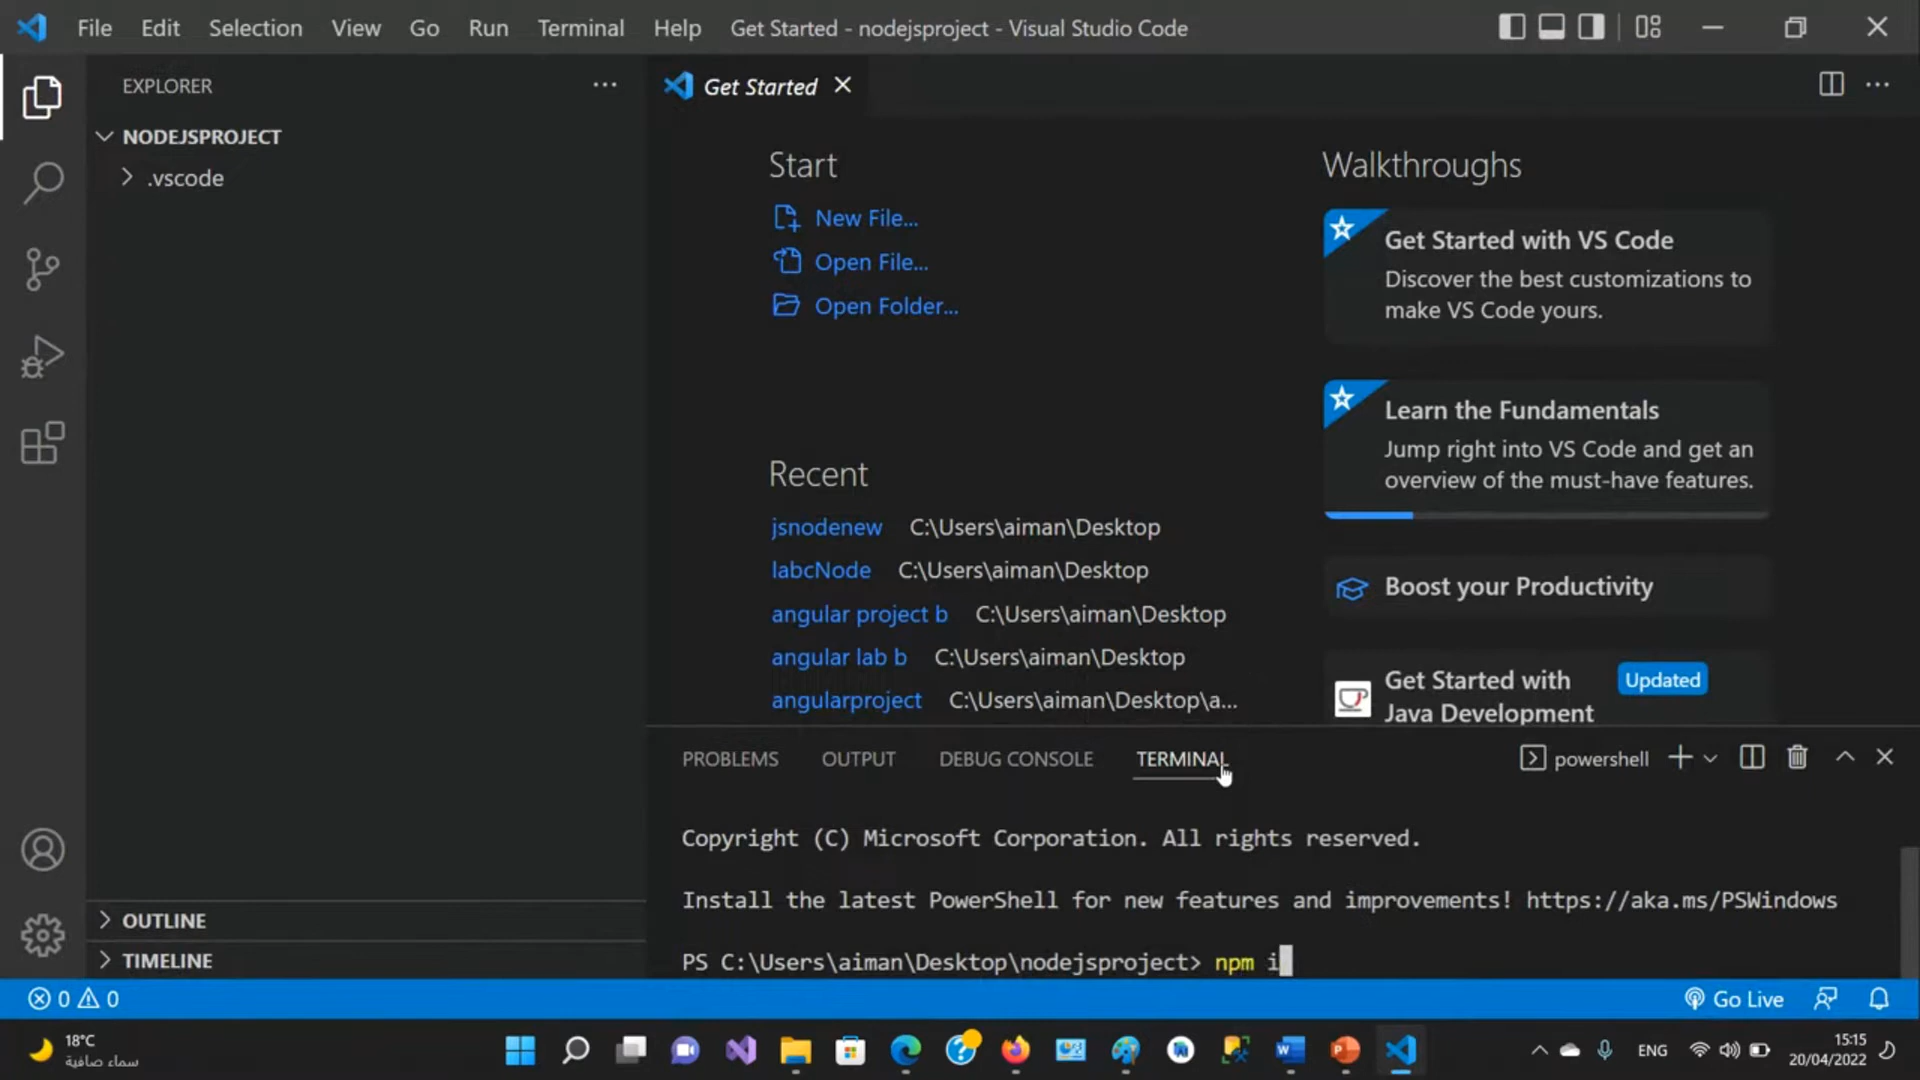 File Edit Selection View Go Run Terminal Help Get Started - nodejsproject - Visual Studio Code
EXPLORER
NODEJSPROJECT
.vscode
OUTLINE
TIMELINE
Get Started
Start
New File...
Open File...
Open Folder...
Recent
jsnodenew C:\Users\aiman\Desktop
labcNode C:\Users\aiman\Desktop
angular project b C:\Users\aiman\Desktop
angular lab b C:\Users\aiman\Desktop
angularproject C:\Users\aiman\Desktop\a...
Walkthroughs
Get Started with VS Code
Discover the best customizations to
make VS Code yours.
Learn the Fundamentals
Jump right into VS Code and get an
overview of the must-have features.
Boost your Productivity
Get Started with
Java Development
Updated
PROBLEMS OUTPUT DEBUG CONSOLE TERMINAL powershell
Copyright (C) Microsoft Corporation. All rights reserved.
Install the latest PowerShell for new features and improvements! https://aka.ms/PSWindows
PS C:\Users\aiman\Desktop\nodejsproject> npm i
0 0 Go Live
18°C
سماء صافية
ENG
15:15
20/04/2022